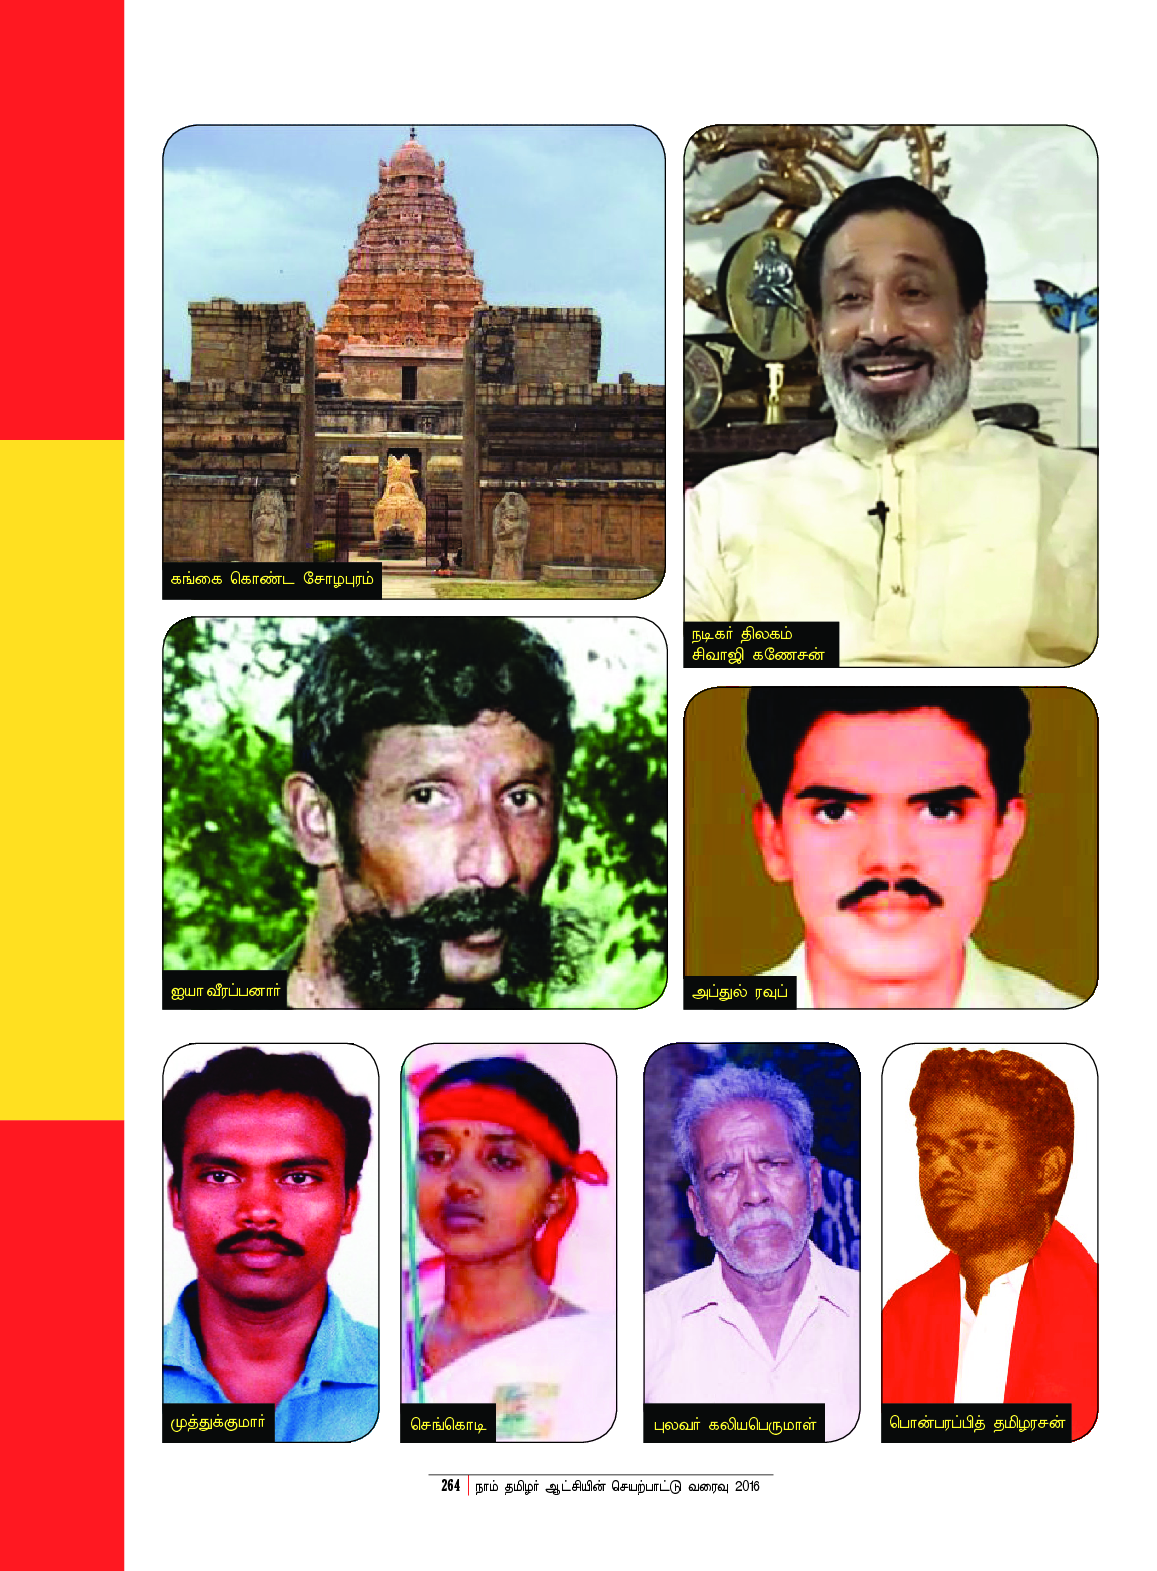 கங்கை கொண்ட சோழபுரம்
நடிகர் திலகம்
சிவாஜி கணேசன்
ஐயா வீரப்பனார்
அப்துல் ரவுப்
முத்துக்குமார்
செங்கொடி
புலவர் கலியபெருமாள்
பொன்பரப்பித் தமிழரசன்
264 நாம் தமிழர் ஆட்சியின் செயற்பாட்டு வரைவு 2016